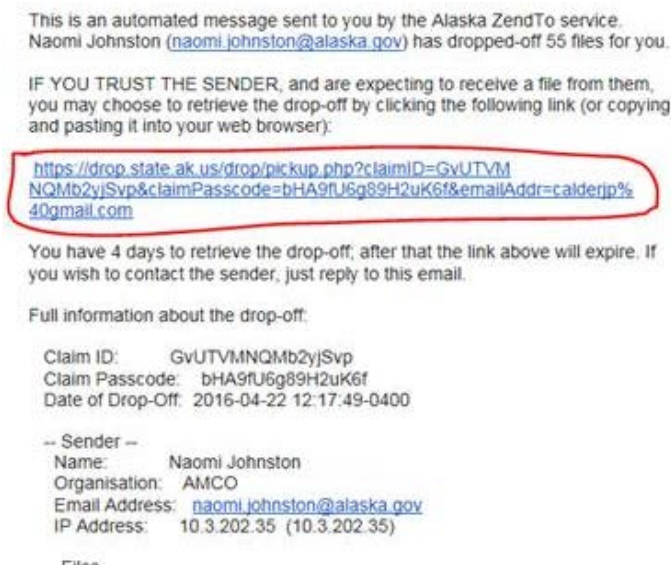 This is an automated message sent to you by the Alaska ZendTo service.
Naomi Johnston (naomi.johnston@alaska.gov) has dropped-off 55 files for you.
IF YOU TRUST THE SENDER, and are expecting to receive a file from them,
you may choose to retrieve the drop-off by clicking the following link (or copying
and pasting it into your web browser):
https://drop.state.ak.us/drop/pickup.php?claimID=GvUTVM
NQMb2yjSvp&claimPasscode=bHA9fU6g89H2uK6f&emailAddr=calderjp%
40gmail.com
You have 4 days to retrieve the drop-off; after that the link above will expire. If
you wish to contact the sender, just reply to this email.
Full information about the drop-off:
Claim ID: GvUTVMNQMb2yjSvp
Claim Passcode: bHA9fU6g89H2uK6f
Date of Drop-Off: 2016-04-22 12:17:49-0400
-- Sender --
Name: Naomi Johnston
Organisation: AMCO
Email Address: naomi.johnston@alaska.gov
IP Address: 10.3.202.35 (10.3.202.35)